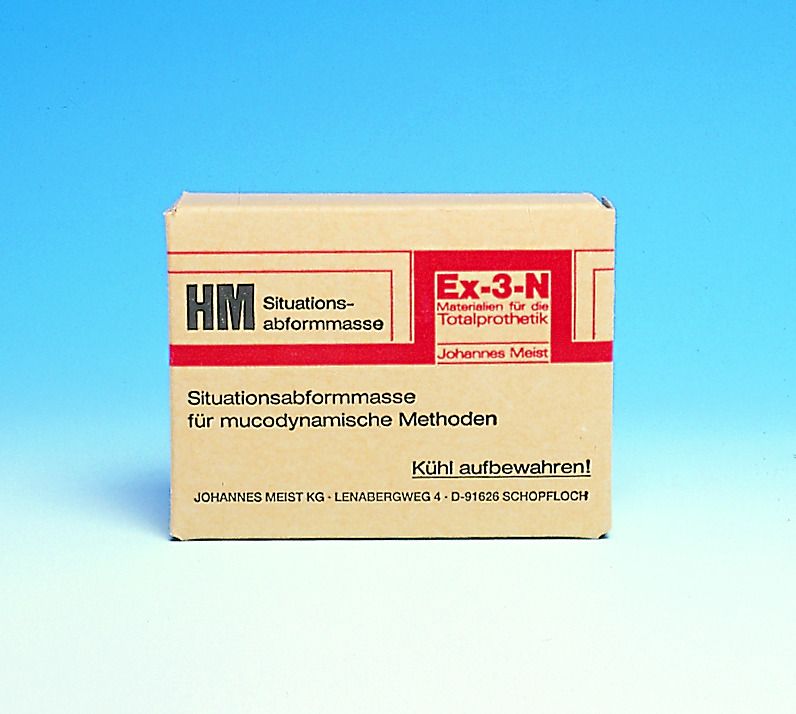 HM Situations-
abformmasse
Ex-3-N
Materialien für die
Totalprothetik
Johannes Meist
Situationsabformmasse
für mucodynamische Methoden
Kühl aufbewahren!
JOHANNES MEIST KG - LENABERGWEG 4 - D-91626 SCHOPFLOCH